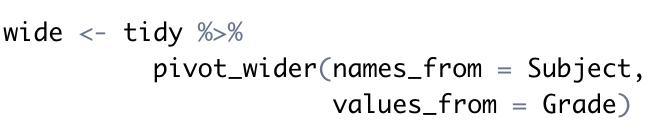 wide <- tidy %>%
pivot_wider(names_from = Subject,
values_from = Grade)